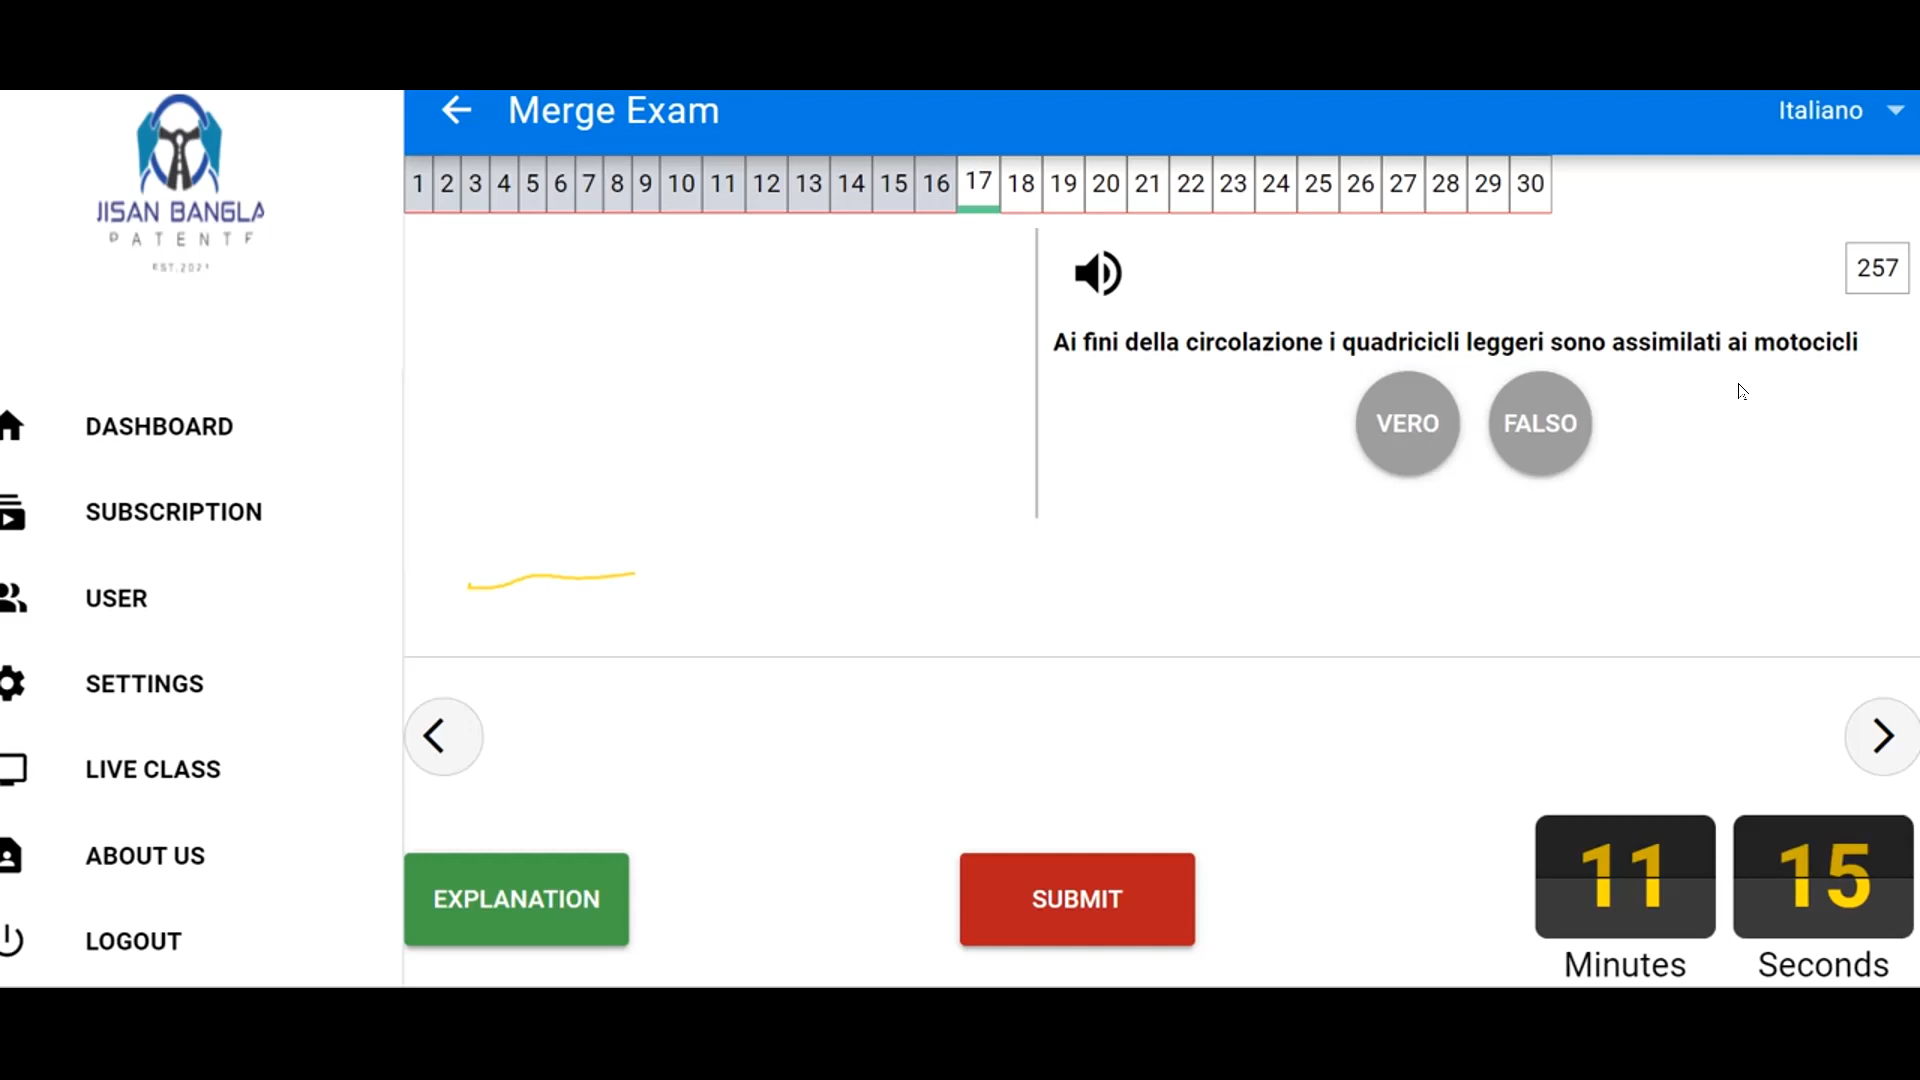 JISAN BANGLA
PATENTE
EST.2021
Merge Exam
Italiano
1 2 3 4 5 6 7 8 9 10 11 12 13 14 15 16 17 18 19 20 21 22 23 24 25 26 27 28 29 30
257
Ai fini della circolazione i quadricicli leggeri sono assimilati ai motocicli
VERO FALSO
DASHBOARD
SUBSCRIPTION
USER
SETTINGS
LIVE CLASS
ABOUT US
LOGOUT
EXPLANATION
SUBMIT
11 15
Minutes Seconds